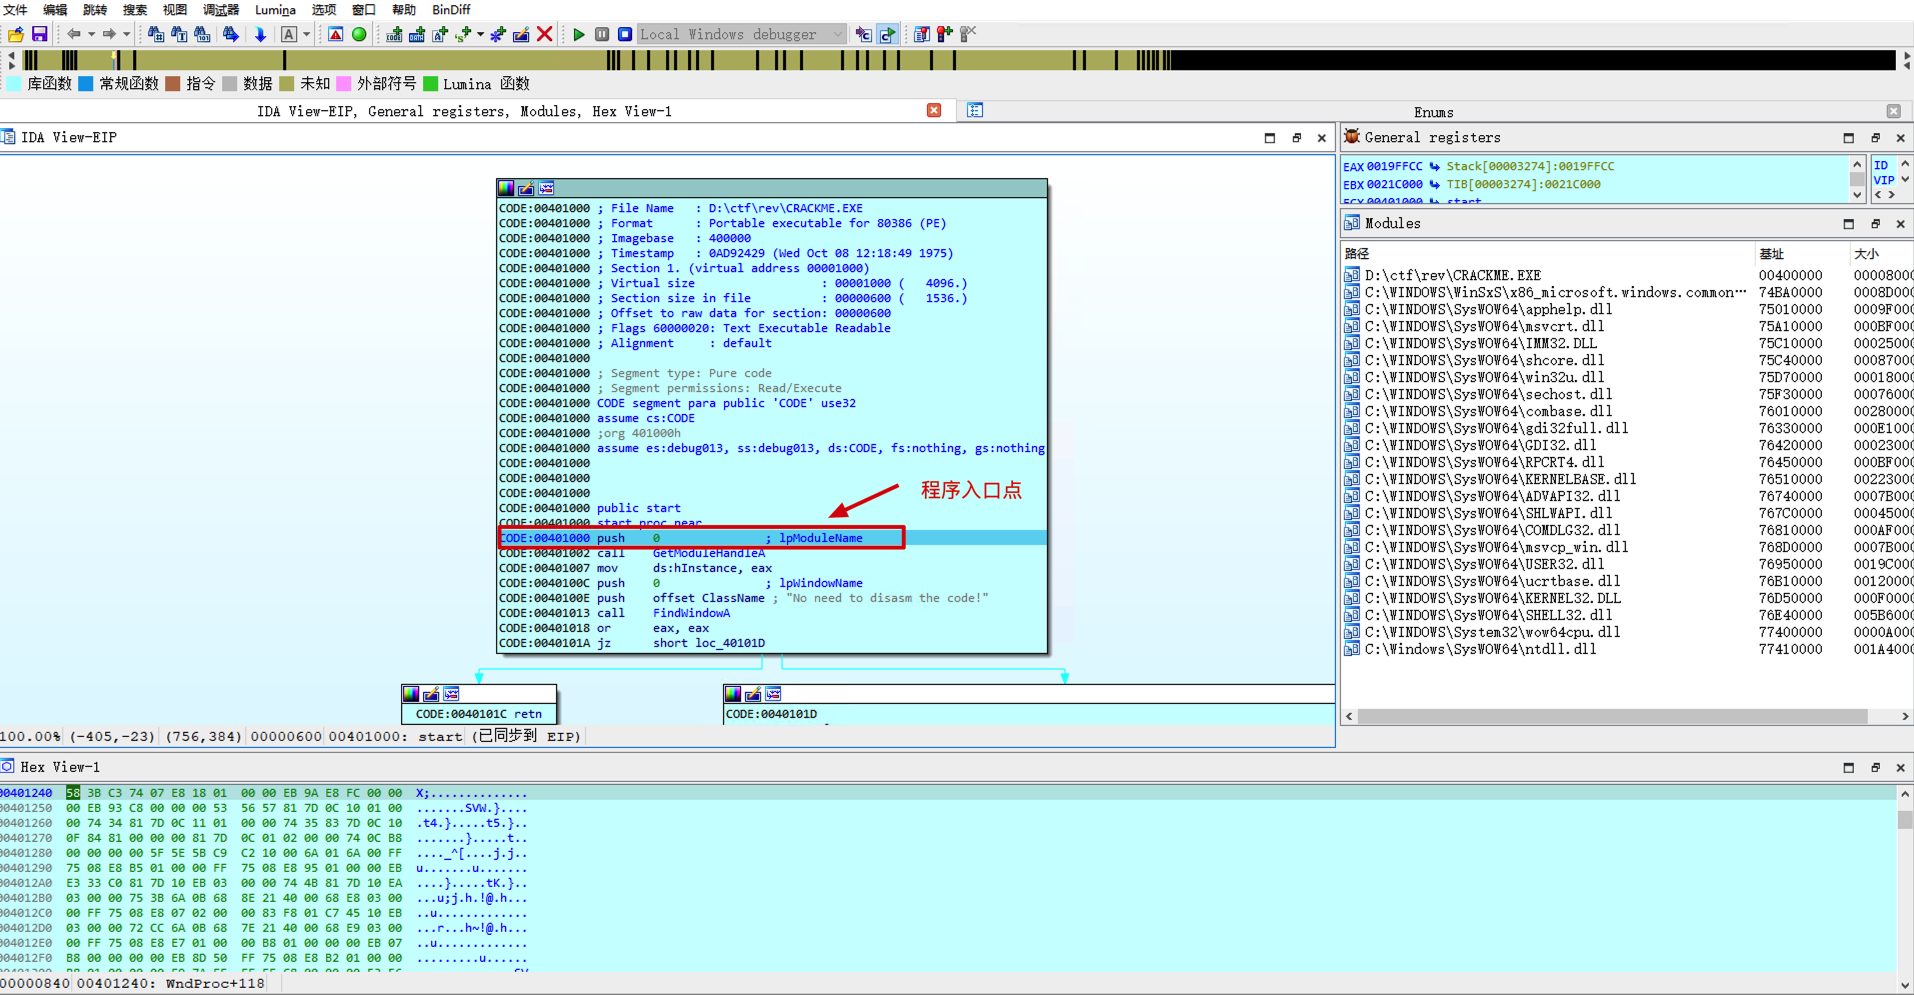 文件 编辑 跳转 搜索 视图 调试器 Lumina 选项 窗口 帮助 BinDiff
Local Windows debugger
库函数 常规函数 指令 数据 未知 外部符号 Lumina 函数
IDA View-EIP, General registers, Modules, Hex View-1
Enums
IDA View-EIP
CODE:00401000 ; File Name   : D:\ctf\rev\CRACKME.EXE
CODE:00401000 ; Format      : Portable executable for 80386 (PE)
CODE:00401000 ; Imagebase   : 400000
CODE:00401000 ; Timestamp   : 0AD92429 (Wed Oct 08 12:18:49 1975)
CODE:00401000 ; Section 1. (virtual address 00001000)
CODE:00401000 ; Virtual size                  : 00001000 (   4096.)
CODE:00401000 ; Section size in file          : 00000600 (   1536.)
CODE:00401000 ; Offset to raw data for section: 00000600
CODE:00401000 ; Flags 60000020: Text Executable Readable
CODE:00401000 ; Alignment     : default
CODE:00401000
CODE:00401000 ; Segment type: Pure code
CODE:00401000 ; Segment permissions: Read/Execute
CODE:00401000 CODE segment para public 'CODE' use32
CODE:00401000 assume cs:CODE
CODE:00401000 ;org 401000h
CODE:00401000 assume es:debug013, ss:debug013, ds:CODE, fs:nothing, gs:nothing
CODE:00401000
CODE:00401000
CODE:00401000
CODE:00401000 public start
CODE:00401000 start proc near
程序入口点
CODE:00401000 push    0               ; lpModuleName
CODE:00401002 call    GetModuleHandleA
CODE:00401007 mov     ds:hInstance, eax
CODE:0040100C push    0               ; lpWindowName
CODE:0040100E push    offset ClassName ; "No need to disasm the code!"
CODE:00401013 call    FindWindowA
CODE:00401018 or      eax, eax
CODE:0040101A jz      short loc_40101D
CODE:0040101C retn
CODE:0040101D
100.00% (-405,-23) (756,384) 00000600 00401000: start (已同步到 EIP)
General registers
EAX 0019FFCC Stack[00003274]:0019FFCC
EBX 0021C000 TIB[00003274]:0021C000
ECX 00401000 start
ID
VIP
Modules
路径 基址 大小
D:\ctf\rev\CRACKME.EXE 00400000 00008000
C:\WINDOWS\WinSxS\x86_microsoft.windows.common… 74BA0000 0008D000
C:\WINDOWS\SysWOW64\apphelp.dll 75010000 0009F000
C:\WINDOWS\SysWOW64\msvcrt.dll 75A10000 000BF000
C:\WINDOWS\SysWOW64\IMM32.DLL 75C10000 00025000
C:\WINDOWS\SysWOW64\shcore.dll 75C40000 00087000
C:\WINDOWS\SysWOW64\win32u.dll 75D70000 00018000
C:\WINDOWS\SysWOW64\sechost.dll 75F30000 00076000
C:\WINDOWS\SysWOW64\combase.dll 76010000 00280000
C:\WINDOWS\SysWOW64\gdi32full.dll 76330000 000E1000
C:\WINDOWS\SysWOW64\GDI32.dll 76420000 00023000
C:\WINDOWS\SysWOW64\RPCRT4.dll 76450000 000BF000
C:\WINDOWS\SysWOW64\KERNELBASE.dll 76510000 00223000
C:\WINDOWS\SysWOW64\ADVAPI32.dll 76740000 0007B000
C:\WINDOWS\SysWOW64\SHLWAPI.dll 767C0000 00045000
C:\WINDOWS\SysWOW64\COMDLG32.dll 76810000 000AF000
C:\WINDOWS\SysWOW64\msvcp_win.dll 768D0000 0007B000
C:\WINDOWS\SysWOW64\USER32.dll 76950000 0019C000
C:\WINDOWS\SysWOW64\ucrtbase.dll 76B10000 00120000
C:\WINDOWS\SysWOW64\KERNEL32.DLL 76D50000 000F0000
C:\WINDOWS\SysWOW64\SHELL32.dll 76E40000 005B6000
C:\WINDOWS\System32\wow64cpu.dll 77400000 0000A000
C:\Windows\SysWOW64\ntdll.dll 77410000 001A4000
Hex View-1
00401240 58 3B C3 74 07 E8 18 01 00 00 EB 9A E8 FC 00 00 X;..............
00401250 00 EB 93 C8 00 00 00 53 56 57 81 7D 0C 10 01 00 .......SVW.}....
00401260 00 74 34 81 7D 0C 11 01 00 00 74 35 83 7D 0C 10 .t4.}.....t5.}..
00401270 0F 84 81 00 00 00 81 7D 0C 01 02 00 00 74 0C B8 .......}.....t..
00401280 00 00 00 00 5F 5E 5B C9 C2 10 00 6A 01 6A 00 FF ...._^[....j.j..
00401290 75 08 E8 B5 01 00 00 FF 75 08 E8 95 01 00 00 EB u.......u.......
004012A0 E3 33 C0 81 7D 10 EB 03 00 00 74 4B 81 7D 10 EA ....}.....tK.}..
004012B0 03 00 00 75 3B 6A 0B 68 8E 21 40 00 68 E8 03 00 ...u;j.h.!@.h...
004012C0 00 FF 75 08 E8 07 02 00 00 83 F8 01 C7 45 10 EB ..u.............
004012D0 03 00 00 72 CC 6A 0B 68 7E 21 40 00 68 E9 03 00 ...r...h~!@.h...
004012E0 00 FF 75 08 E8 E7 01 00 00 B8 01 00 00 00 EB 07 ..u.............
004012F0 B8 00 00 00 00 EB 8D 50 FF 75 08 E8 B2 01 00 00 .........u......
00000840 00401240: WndProc+118